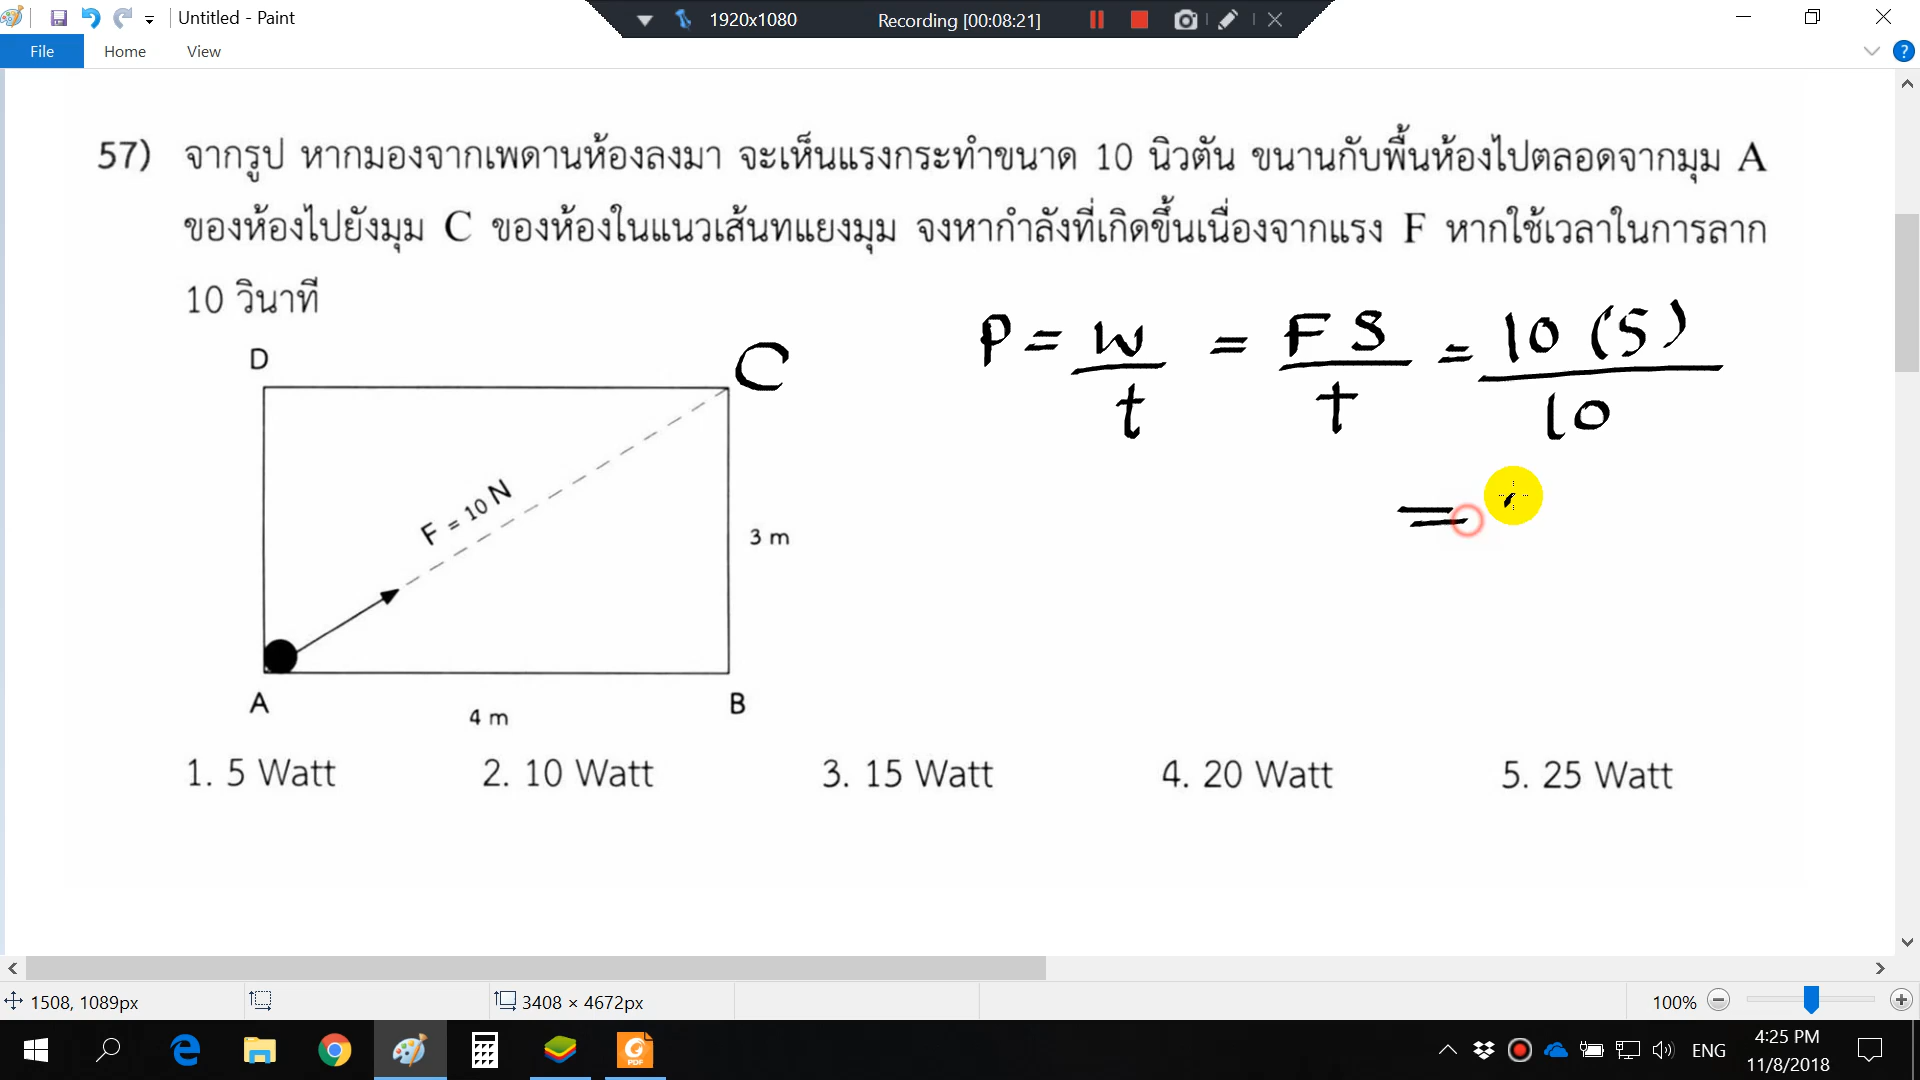 Untitled - Paint
1920x1080
Recording [00:08:21]
File Home View
57) จากรูป หากมองจากเพดานห้องลงมา จะเห็นแรงกระทำขนาด 10 นิวตัน ขนานกับพื้นห้องไปตลอดจากมุม A
ของห้องไปยังมุม C ของห้องในแนวเส้นทแยงมุม จงหากำลังที่เกิดขึ้นเนื่องจากแรง F หากใช้เวลาในการลาก
10 วินาที
P = W/t = FS/t = 10(5)/10
=
D
C
F = 10 N
3 m
A
B
4 m
1. 5 Watt 2. 10 Watt 3. 15 Watt 4. 20 Watt 5. 25 Watt
1508, 1089px
3408 × 4672px
100%
PDF
ENG
4:25 PM
11/8/2018